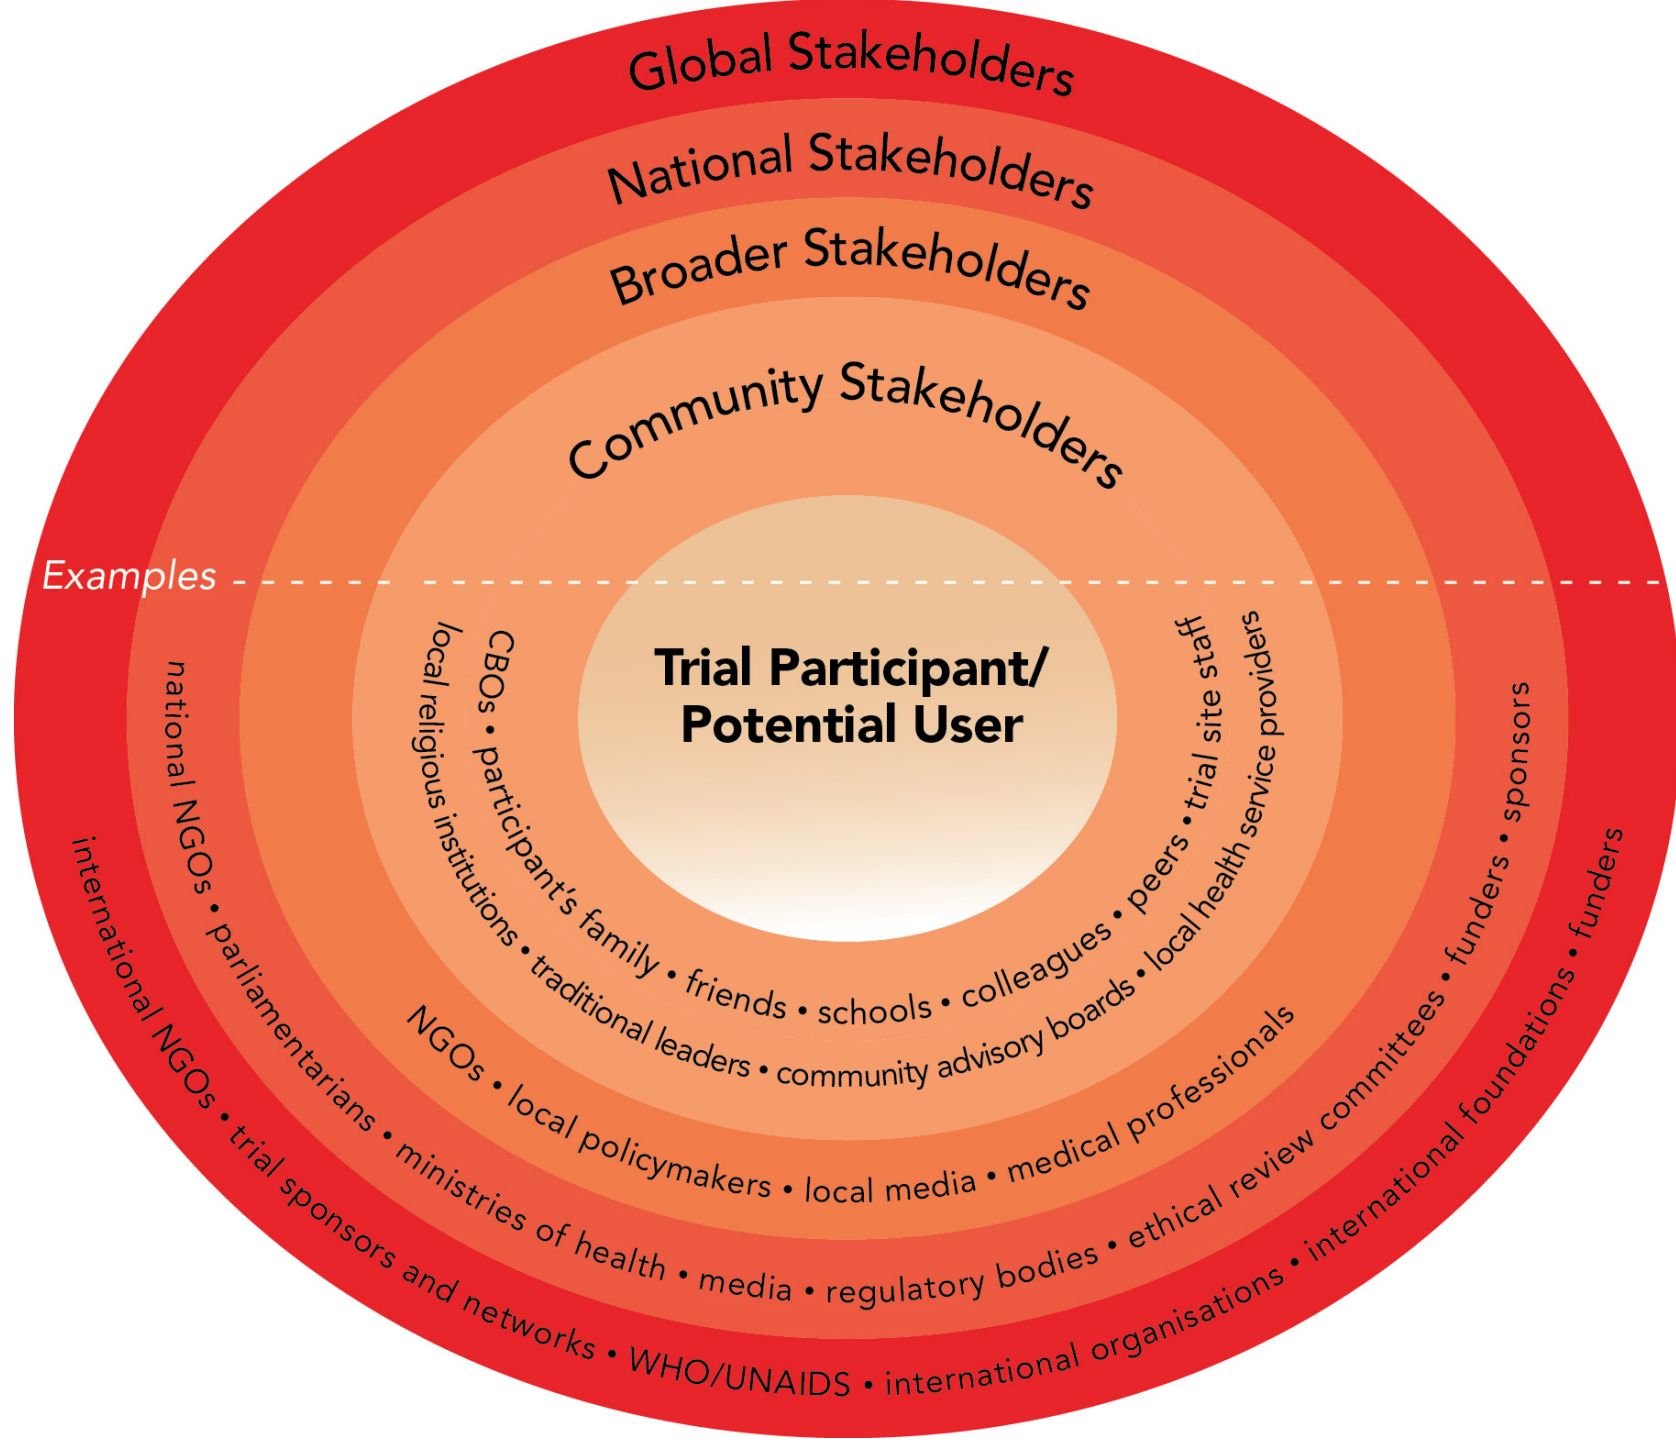 Global Stakeholders
National Stakeholders
Broader Stakeholders
Community Stakeholders
Examples
Trial Participant/
Potential User
CBOs • participant's family • friends • schools • colleagues • peers • trial site staff
local religious institutions • traditional leaders • community advisory boards • local health service providers
NGOs • local policymakers • local media • medical professionals
national NGOs • parliamentarians • ministries of health • media • regulatory bodies • ethical review committees • funders • sponsors
international NGOs • trial sponsors and networks • WHO/UNAIDS • international organisations • international foundations • funders